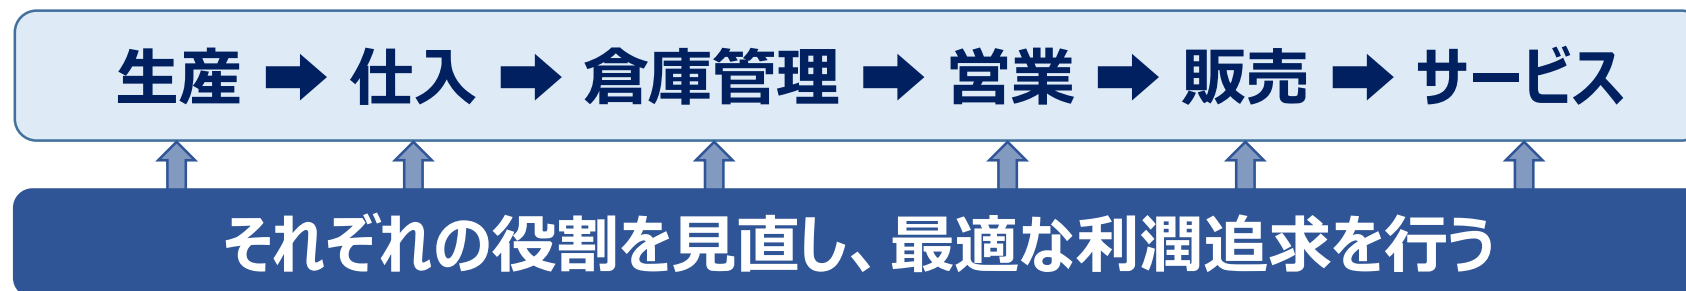 生産 ➡ 仕入 ➡ 倉庫管理 ➡ 営業 ➡ 販売 ➡ サービス
それぞれの役割を見直し、最適な利潤追求を行う